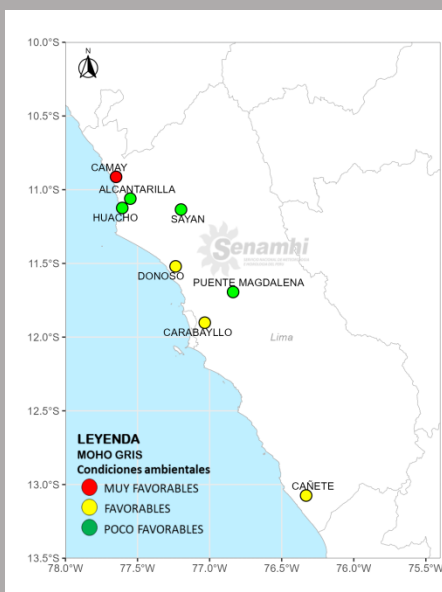 10.0°S
N
10.5°S
CAMAY
11.0°S
ALCANTARILLA
HUACHO
SAYAN
Senamhi
11.5°S
DONOSO
PUENTE MAGDALENA
12.0°S
CARABAYLLO
Lima
12.5°S
LEYENDA
MOHO GRIS
Condiciones ambientales
13.0°S
CAÑETE
MUY FAVORABLES
FAVORABLES
POCO FAVORABLES
13.5°S
78.0°W 77.5°W 77.0°W 76.5°W 76.0°W 75.5°W